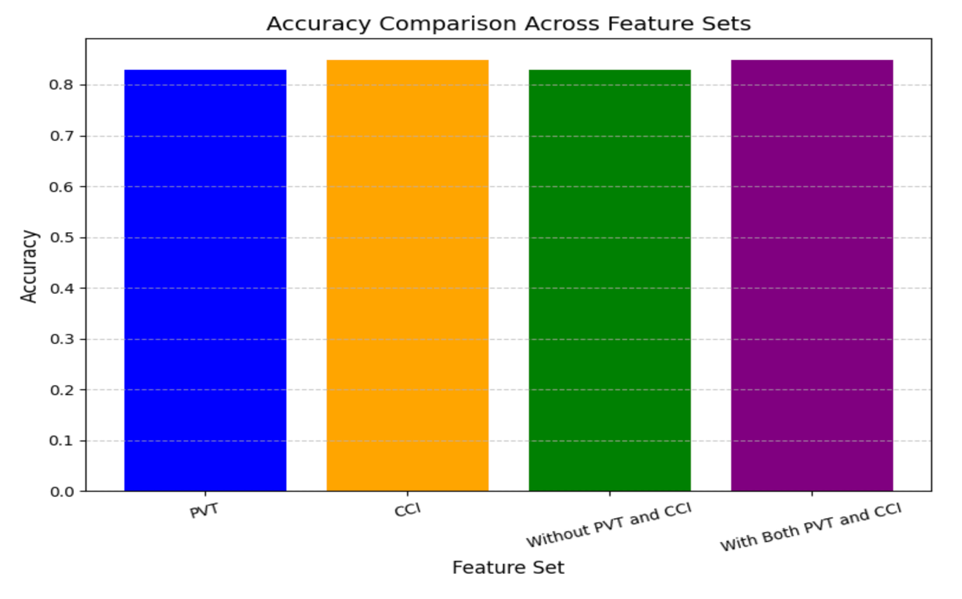 Accuracy Comparison Across Feature Sets
Accuracy
0.8
0.7
0.6
0.5
0.4
0.3
0.2
0.1
0.0
PVT
CCI
Without PVT and CCI
With Both PVT and CCI
Feature Set